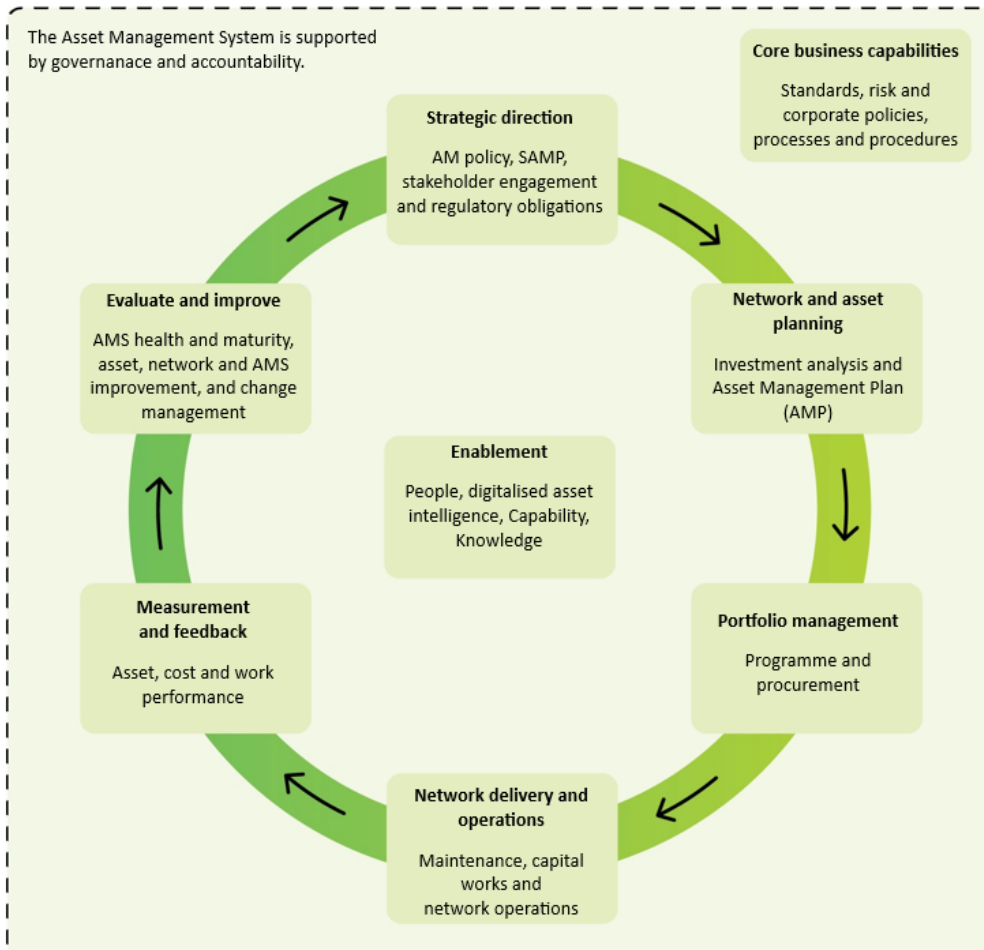 The Asset Management System is supported
by governanace and accountability.
Core business capabilities
Standards, risk and
corporate policies,
processes and procedures
Strategic direction
AM policy, SAMP,
stakeholder engagement
and regulatory obligations
Evaluate and improve
AMS health and maturity,
asset, network and AMS
improvement, and change
management
Network and asset
planning
Investment analysis and
Asset Management Plan
(AMP)
Enablement
People, digitalised asset
intelligence, Capability,
Knowledge
Measurement
and feedback
Asset, cost and work
performance
Portfolio management
Programme and
procurement
Network delivery and
operations
Maintenance, capital
works and
network operations